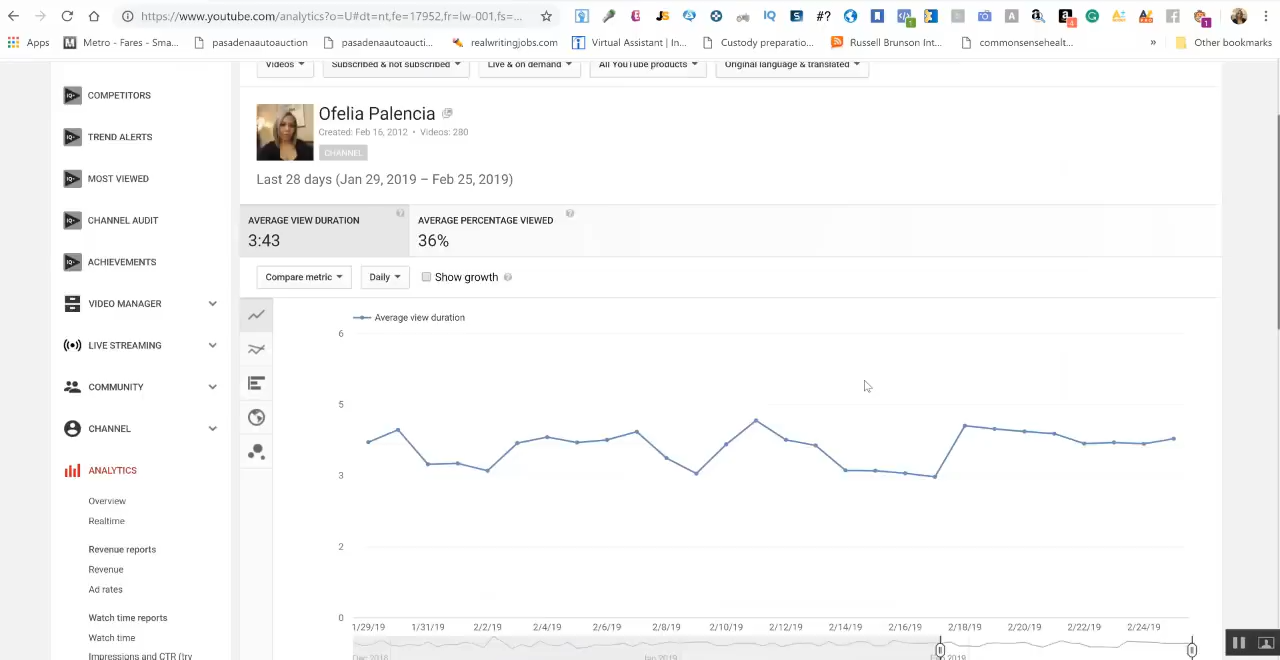 https://www.youtube.com/analytics?o=U#dt=nt,fe=17952,fr=lw-001,fs=...
Apps
Metro - Fares - Sma...
pasadenaautoauction
pasadenaautoaucti...
realwritingjobs.com
Virtual Assistant | In...
Custody preparatio...
Russell Brunson Int...
commonsensehealt...
»
Other bookmarks
Videos
Subscribed & not subscribed
Live & on demand
All YouTube products
Original language & translated
COMPETITORS
TREND ALERTS
MOST VIEWED
CHANNEL AUDIT
ACHIEVEMENTS
VIDEO MANAGER
LIVE STREAMING
COMMUNITY
CHANNEL
ANALYTICS
Overview
Realtime
Revenue reports
Revenue
Ad rates
Watch time reports
Watch time
Impressions and CTR (try
Ofelia Palencia
Created: Feb 16, 2012 • Videos: 280
CHANNEL
Last 28 days (Jan 29, 2019 – Feb 25, 2019)
AVERAGE VIEW DURATION
3:43
AVERAGE PERCENTAGE VIEWED
36%
Compare metric
Daily
Show growth
Average view duration
6
5
3
2
0
1/29/19 1/31/19 2/2/19 2/4/19 2/6/19 2/8/19 2/10/19 2/12/19 2/14/19 2/16/19 2/18/19 2/20/19 2/22/19 2/24/19
Dec 2018 Jan 2019 Feb 2019